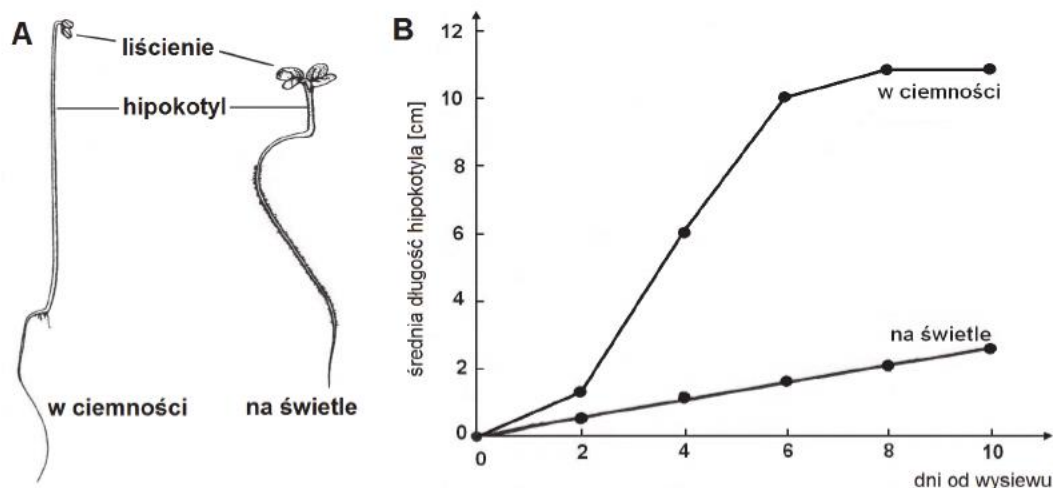 A
liścienie
hipokotyl
w ciemności
na świetle
B
średnia długość hipokotyla [cm]
12
10
8
6
4
2
0
w ciemności
na świetle
0
2
4
6
8
10
dni od wysiewu